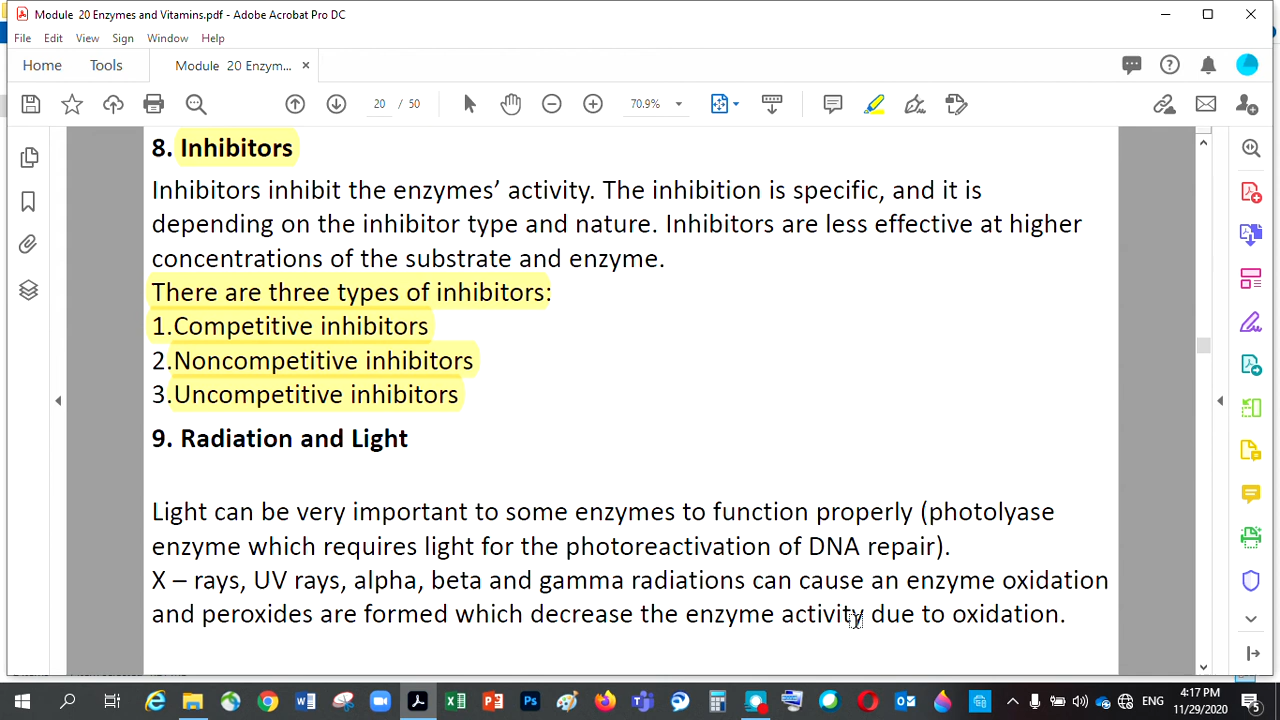 Module 20 Enzymes and Vitamins.pdf - Adobe Acrobat Pro DC
File Edit View Sign Window Help
Home Tools Module 20 Enzym... ×
20 / 50 70.9%
8. Inhibitors
Inhibitors inhibit the enzymes’ activity. The inhibition is specific, and it is
depending on the inhibitor type and nature. Inhibitors are less effective at higher
concentrations of the substrate and enzyme.
There are three types of inhibitors:
1.Competitive inhibitors
2.Noncompetitive inhibitors
3.Uncompetitive inhibitors
9. Radiation and Light
Light can be very important to some enzymes to function properly (photolyase
enzyme which requires light for the photoreactivation of DNA repair).
X – rays, UV rays, alpha, beta and gamma radiations can cause an enzyme oxidation
and peroxides are formed which decrease the enzyme activity due to oxidation.
ENG
4:17 PM
11/29/2020
5